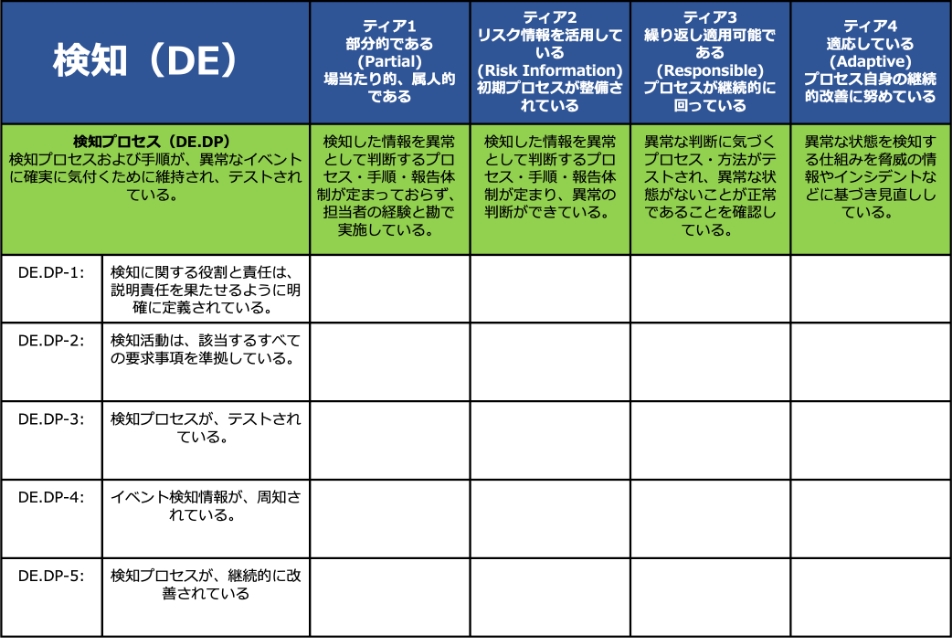 検知（DE）
ティア1
部分的である
(Partial)
場当たり的、属人的
である
ティア2
リスク情報を活用して
いる
(Risk Information)
初期プロセスが整備さ
れている
ティア3
繰り返し適用可能で
ある
(Responsible)
プロセスが継続的に
回っている
ティア4
適応している
(Adaptive)
プロセス自身の継続
的改善に努めている
検知プロセス（DE.DP）
検知プロセスおよび手順が、異常なイベント
に確実に気付くために維持され、テストされ
ている。
検知した情報を異常
として判断するプロ
セス・手順・報告体
制が定まっておらず、
担当者の経験と勘で
実施している。
検知した情報を異常
として判断するプロ
セス・手順・報告体
制が定まり、異常の
判断ができている。
異常な判断に気づく
プロセス・方法がテ
ストされ、異常な状
態がないことが正常
であることを確認し
ている。
異常な状態を検知す
る仕組みを脅威の情
報やインシデントな
どに基づき見直しし
ている。
DE.DP-1:
検知に関する役割と責任は、
説明責任を果たせるように明
確に定義されている。
DE.DP-2:
検知活動は、該当するすべて
の要求事項を準拠している。
DE.DP-3:
検知プロセスが、テストされ
ている。
DE.DP-4:
イベント検知情報が、周知さ
れている。
DE.DP-5:
検知プロセスが、継続的に改
善されている